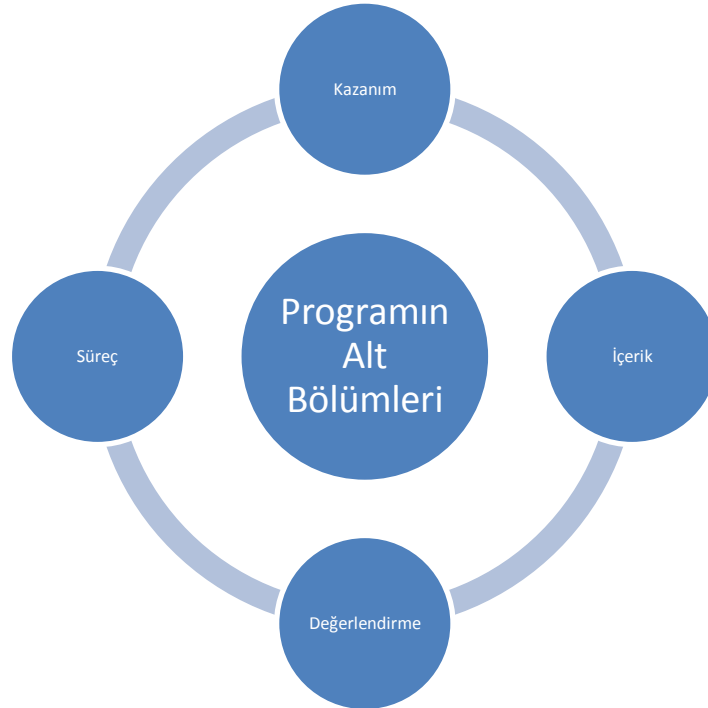 Kazanım
Programın
Alt
Bölümleri
Süreç
İçerik
Değerlendirme